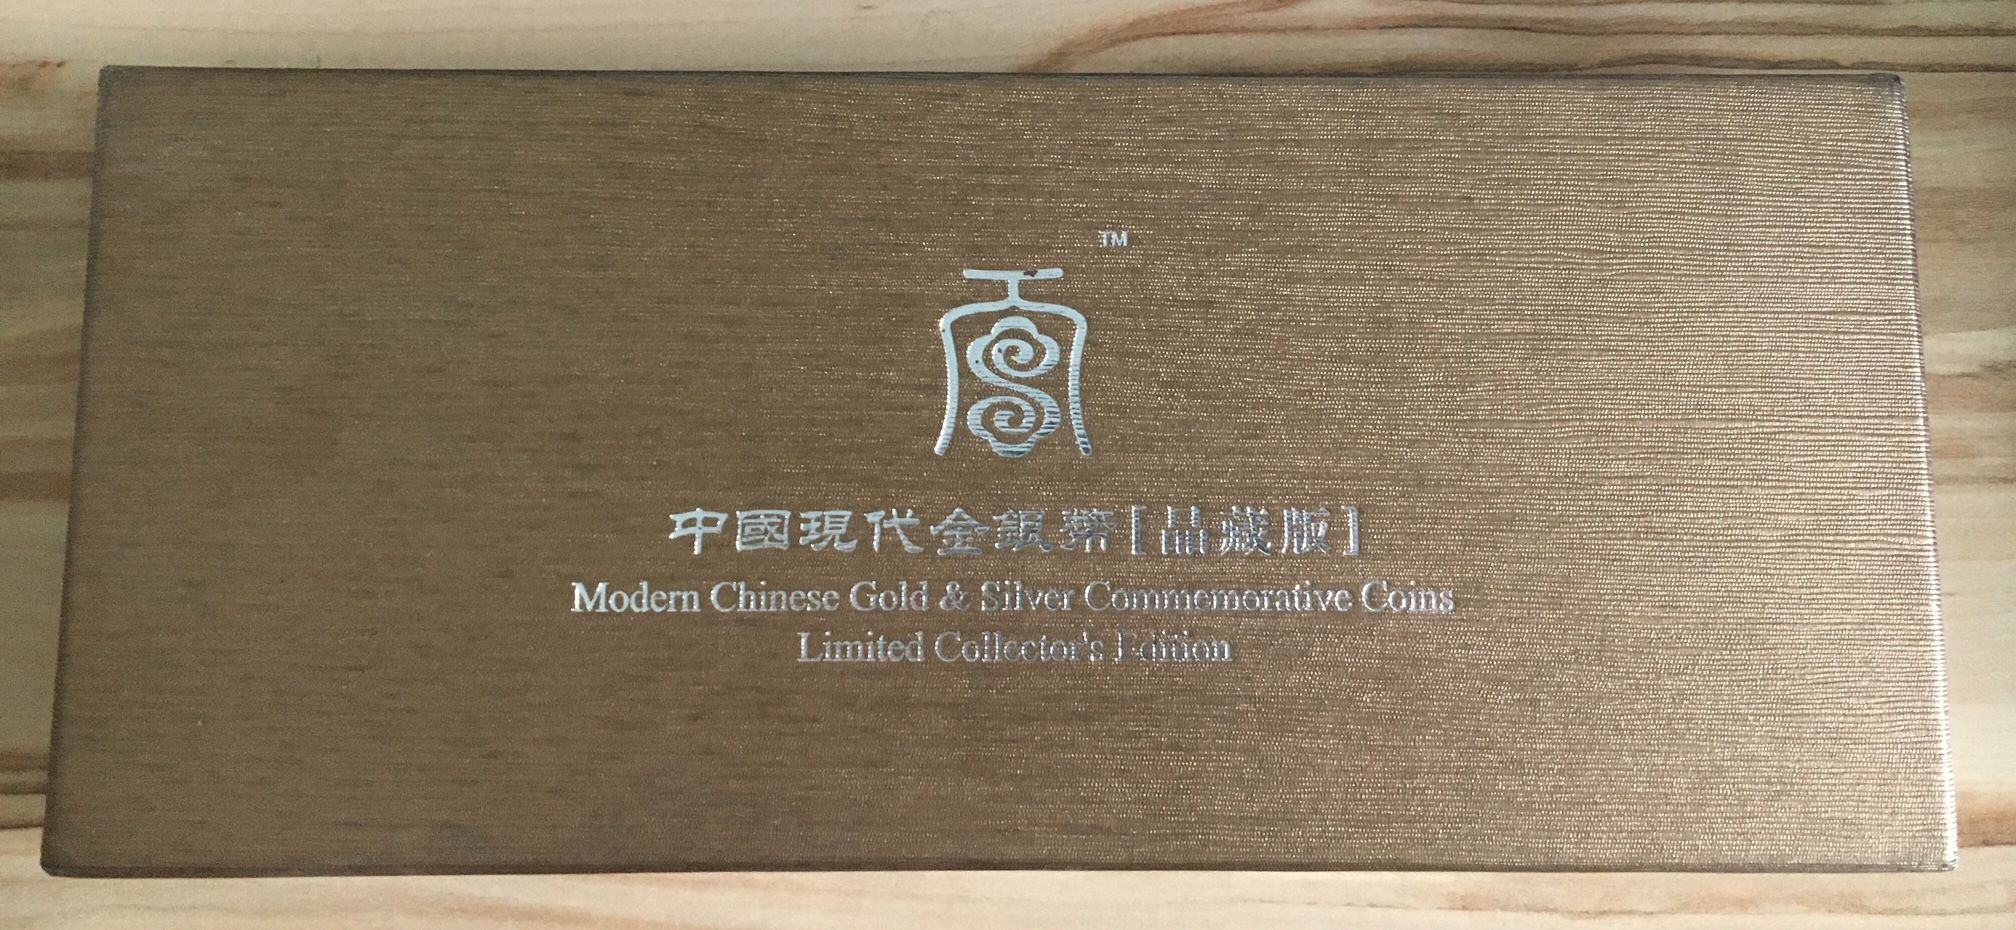 TM
中國現代金銀幣[品藏版]
Modern Chinese Gold & Silver Commemorative Coins
Limited Collector's Edition